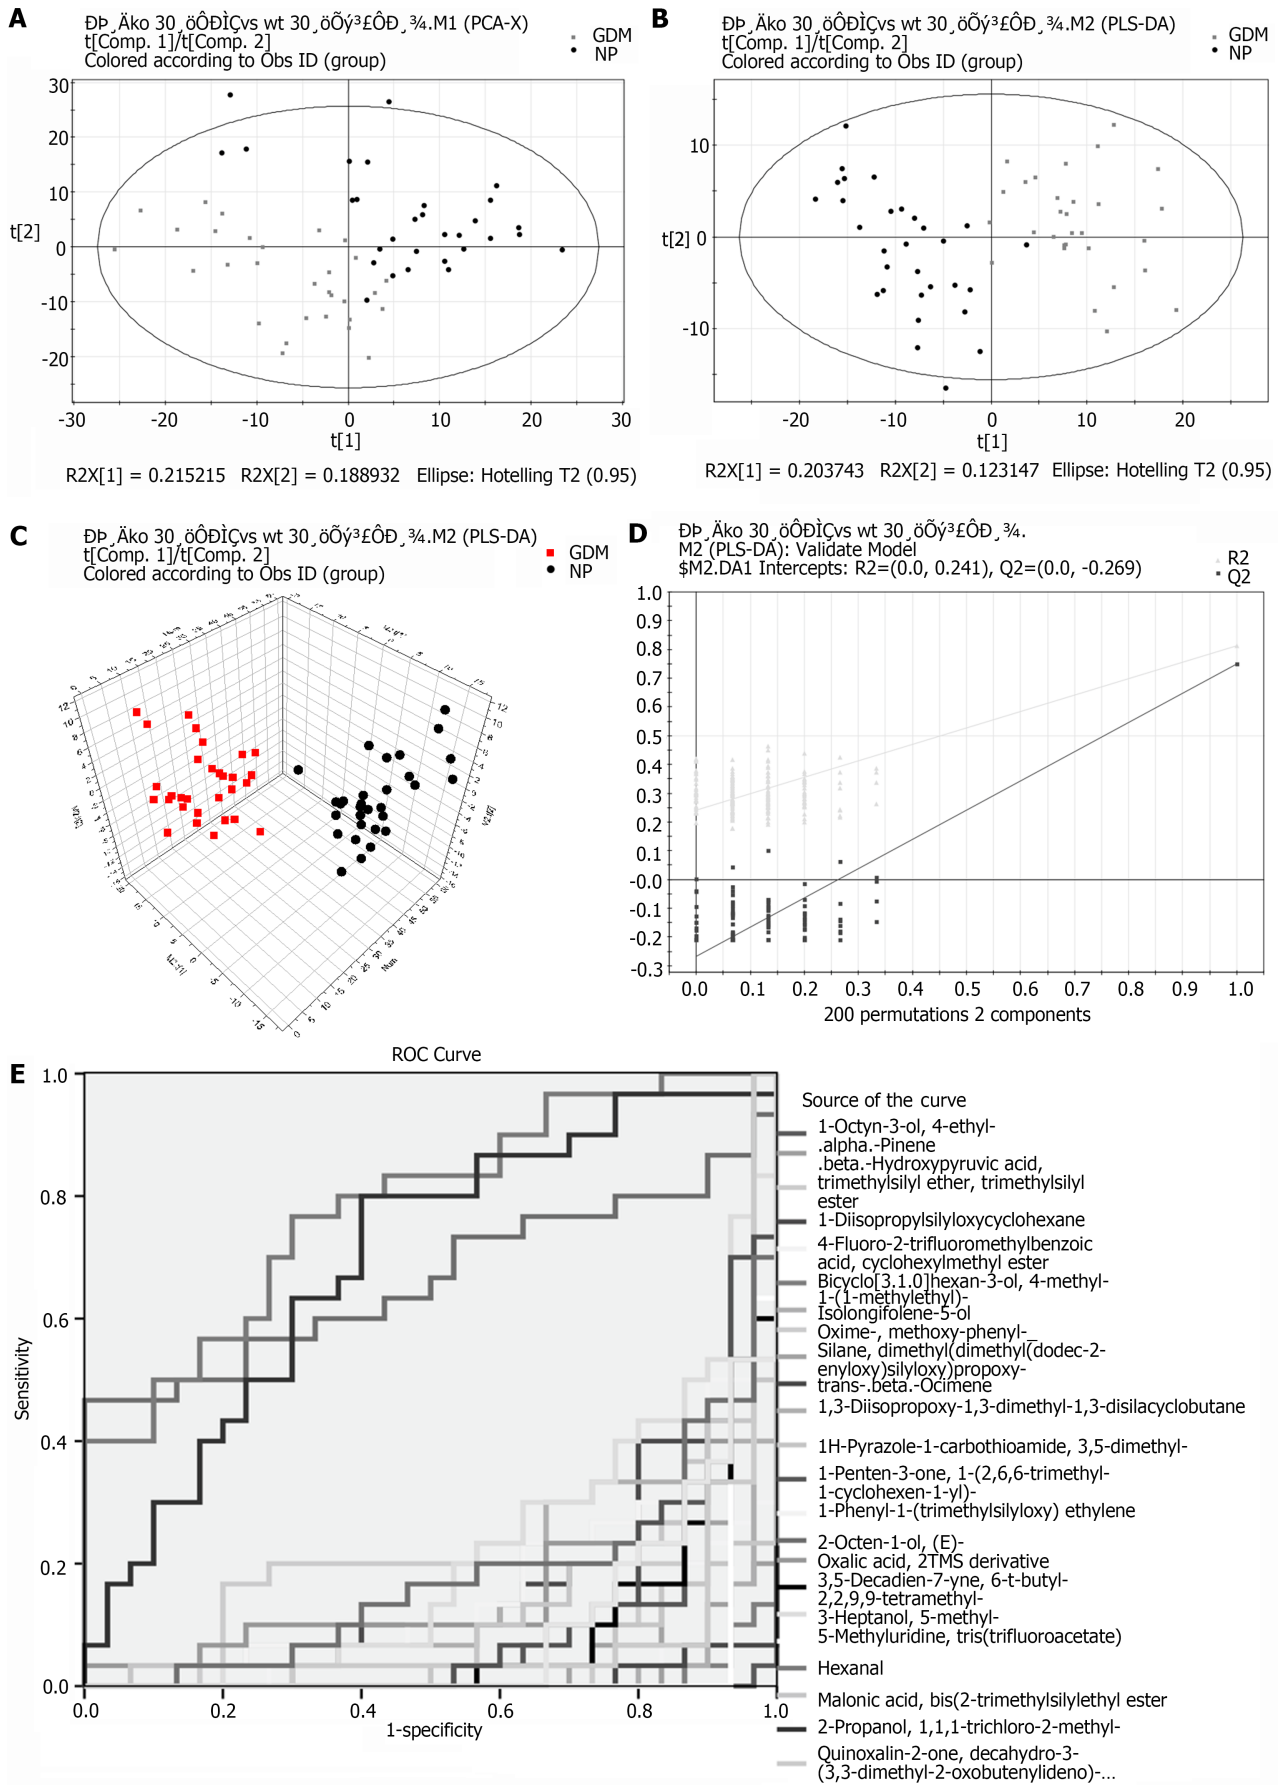 A
ÐÞ¸Äko 30¸öÔÐÌÇvs wt 30¸öÕý³£ÔÐ¸¾.M1 (PCA-X)
t[Comp. 1]/t[Comp. 2]
Colored according to Obs ID (group)
GDM
NP
30
20
10
0
-10
-20
t[2]
-30
-20
-10
0
10
20
30
t[1]
R2X[1] = 0.215215 R2X[2] = 0.188932 Ellipse: Hotelling T2 (0.95)
B
ÐÞ¸Äko 30¸öÔÐÌÇvs wt 30¸öÕý³£ÔÐ¸¾.M2 (PLS-DA)
t[Comp. 1]/t[Comp. 2]
Colored according to Obs ID (group)
GDM
NP
10
t[2] 0
-10
-20
-10
0
10
20
t[1]
R2X[1] = 0.203743 R2X[2] = 0.123147 Ellipse: Hotelling T2 (0.95)
C
ÐÞ¸Äko 30¸öÔÐÌÇvs wt 30¸öÕý³£ÔÐ¸¾.M2 (PLS-DA)
t[Comp. 1]/t[Comp. 2]
Colored according to Obs ID (group)
GDM
NP
D
ÐÞ¸Äko 30¸öÔÐÌÇvs wt 30¸öÕý³£ÔÐ¸¾.
M2 (PLS-DA): Validate Model
$M2.DA1 Intercepts: R2=(0.0, 0.241), Q2=(0.0, -0.269)
R2
Q2
1.0
0.9
0.8
0.7
0.6
0.5
0.4
0.3
0.2
0.1
-0.0
-0.1
-0.2
-0.3
0.0
0.1
0.2
0.3
0.4
0.5
0.6
0.7
0.8
0.9
1.0
200 permutations 2 components
E
ROC Curve
1.0
0.8
0.6
0.4
0.2
0.0
Sensitivity
0.0
0.2
0.4
0.6
0.8
1.0
1-specificity
Source of the curve
1-Octyn-3-ol, 4-ethyl-
.alpha.-Pinene
.beta.-Hydroxypyruvic acid,
trimethylsilyl ether, trimethylsilyl
ester
1-Diisopropylsilyloxycyclohexane
4-Fluoro-2-trifluoromethylbenzoic
acid, cyclohexylmethyl ester
Bicyclo[3.1.0]hexan-3-ol, 4-methyl-
1-(1-methylethyl)-
Isolongifolene-5-ol
Oxime-, methoxy-phenyl-_
Silane, dimethyl(dimethyl(dodec-2-
enyloxy)silyloxy)propoxy-
trans-.beta.-Ocimene
1,3-Diisopropoxy-1,3-dimethyl-1,3-disilacyclobutane
1H-Pyrazole-1-carbothioamide, 3,5-dimethyl-
1-Penten-3-one, 1-(2,6,6-trimethyl-
1-cyclohexen-1-yl)-
1-Phenyl-1-(trimethylsilyloxy) ethylene
2-Octen-1-ol, (E)-
Oxalic acid, 2TMS derivative
3,5-Decadien-7-yne, 6-t-butyl-
2,2,9,9-tetramethyl-
3-Heptanol, 5-methyl-
5-Methyluridine, tris(trifluoroacetate)
Hexanal
Malonic acid, bis(2-trimethylsilylethyl ester
2-Propanol, 1,1,1-trichloro-2-methyl-
Quinoxalin-2-one, decahydro-3-
(3,3-dimethyl-2-oxobutenylideno)-...